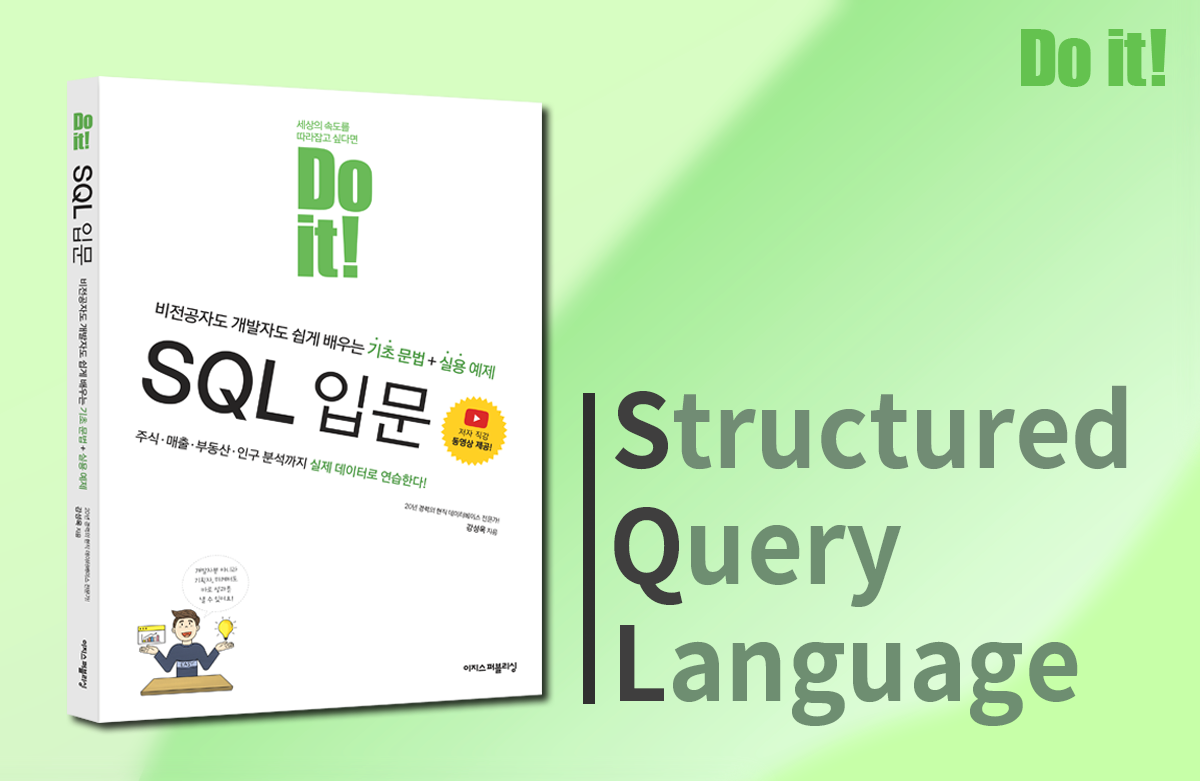 Do it!
Do
it!
SQL 입문
비전공자도 개발자도 쉽게 배우는 기초 문법 + 실용 예제
20년 경력의 현직 데이터베이스 전문가!
강성욱 지음
이지스 퍼블리싱
세상의 속도를
따라잡고 싶다면
Do
it!
비전공자도 개발자도 쉽게 배우는 기초 문법 + 실용 예제
SQL 입문
저자 직강
동영상 제공!
주식·매출·부동산·인구 분석까지 실제 데이터로 연습한다!
20년 경력의 현직 데이터베이스 전문가!
강성욱 지음
개발자뿐 아니라
기획자, 마케터도
바로 성과를
낼 수 있어요!
이지스 퍼블리싱
Structured
Query
Language